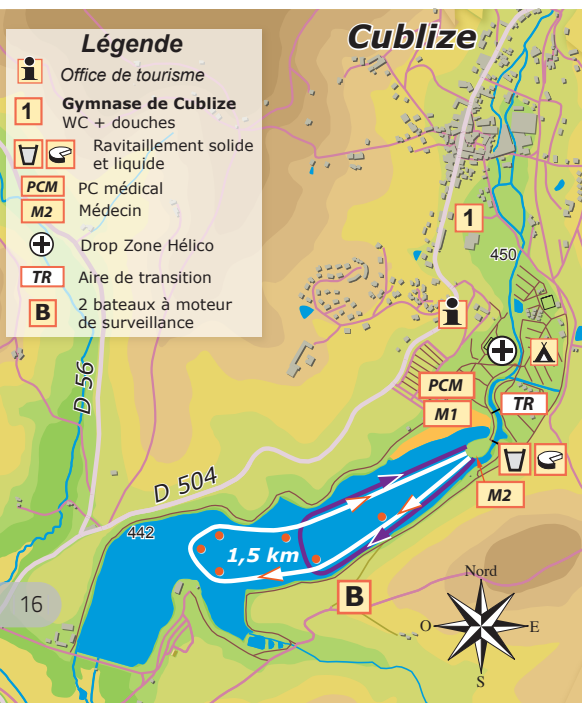 Légende
Office de tourisme
1 Gymnase de Cublize
WC + douches
Ravitaillement solide
et liquide
PCM PC médical
M2 Médecin
Drop Zone Hélico
TR Aire de transition
B 2 bateaux à moteur
de surveillance
Cublize
1
450
D 56
PCM
M1
TR
M2
D 504
442
1,5 km
B
16
Nord
O
E
S